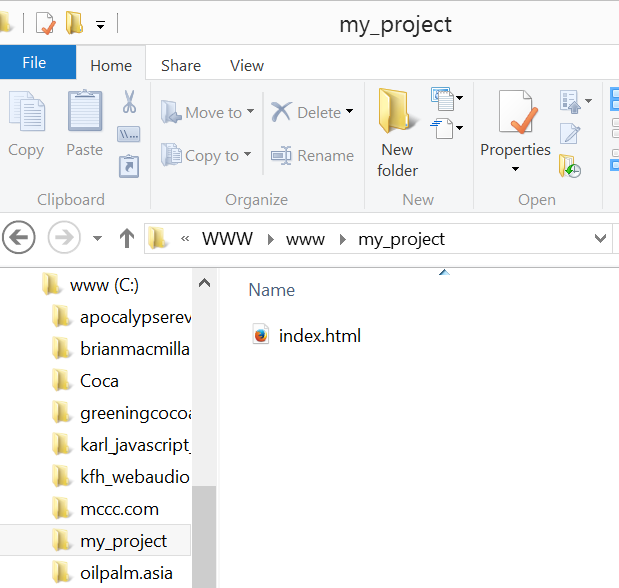 my_project
File Home Share View
Copy Paste Move to Copy to Delete Rename New folder Properties
Clipboard Organize New Open
« WWW www my_project
www (C:)
Name
apocalypserev
index.html
brianmacmilla
Coca
greeningcocoa
karl_javascript_
kfh_webaudio
mccc.com
my_project
oilpalm.asia